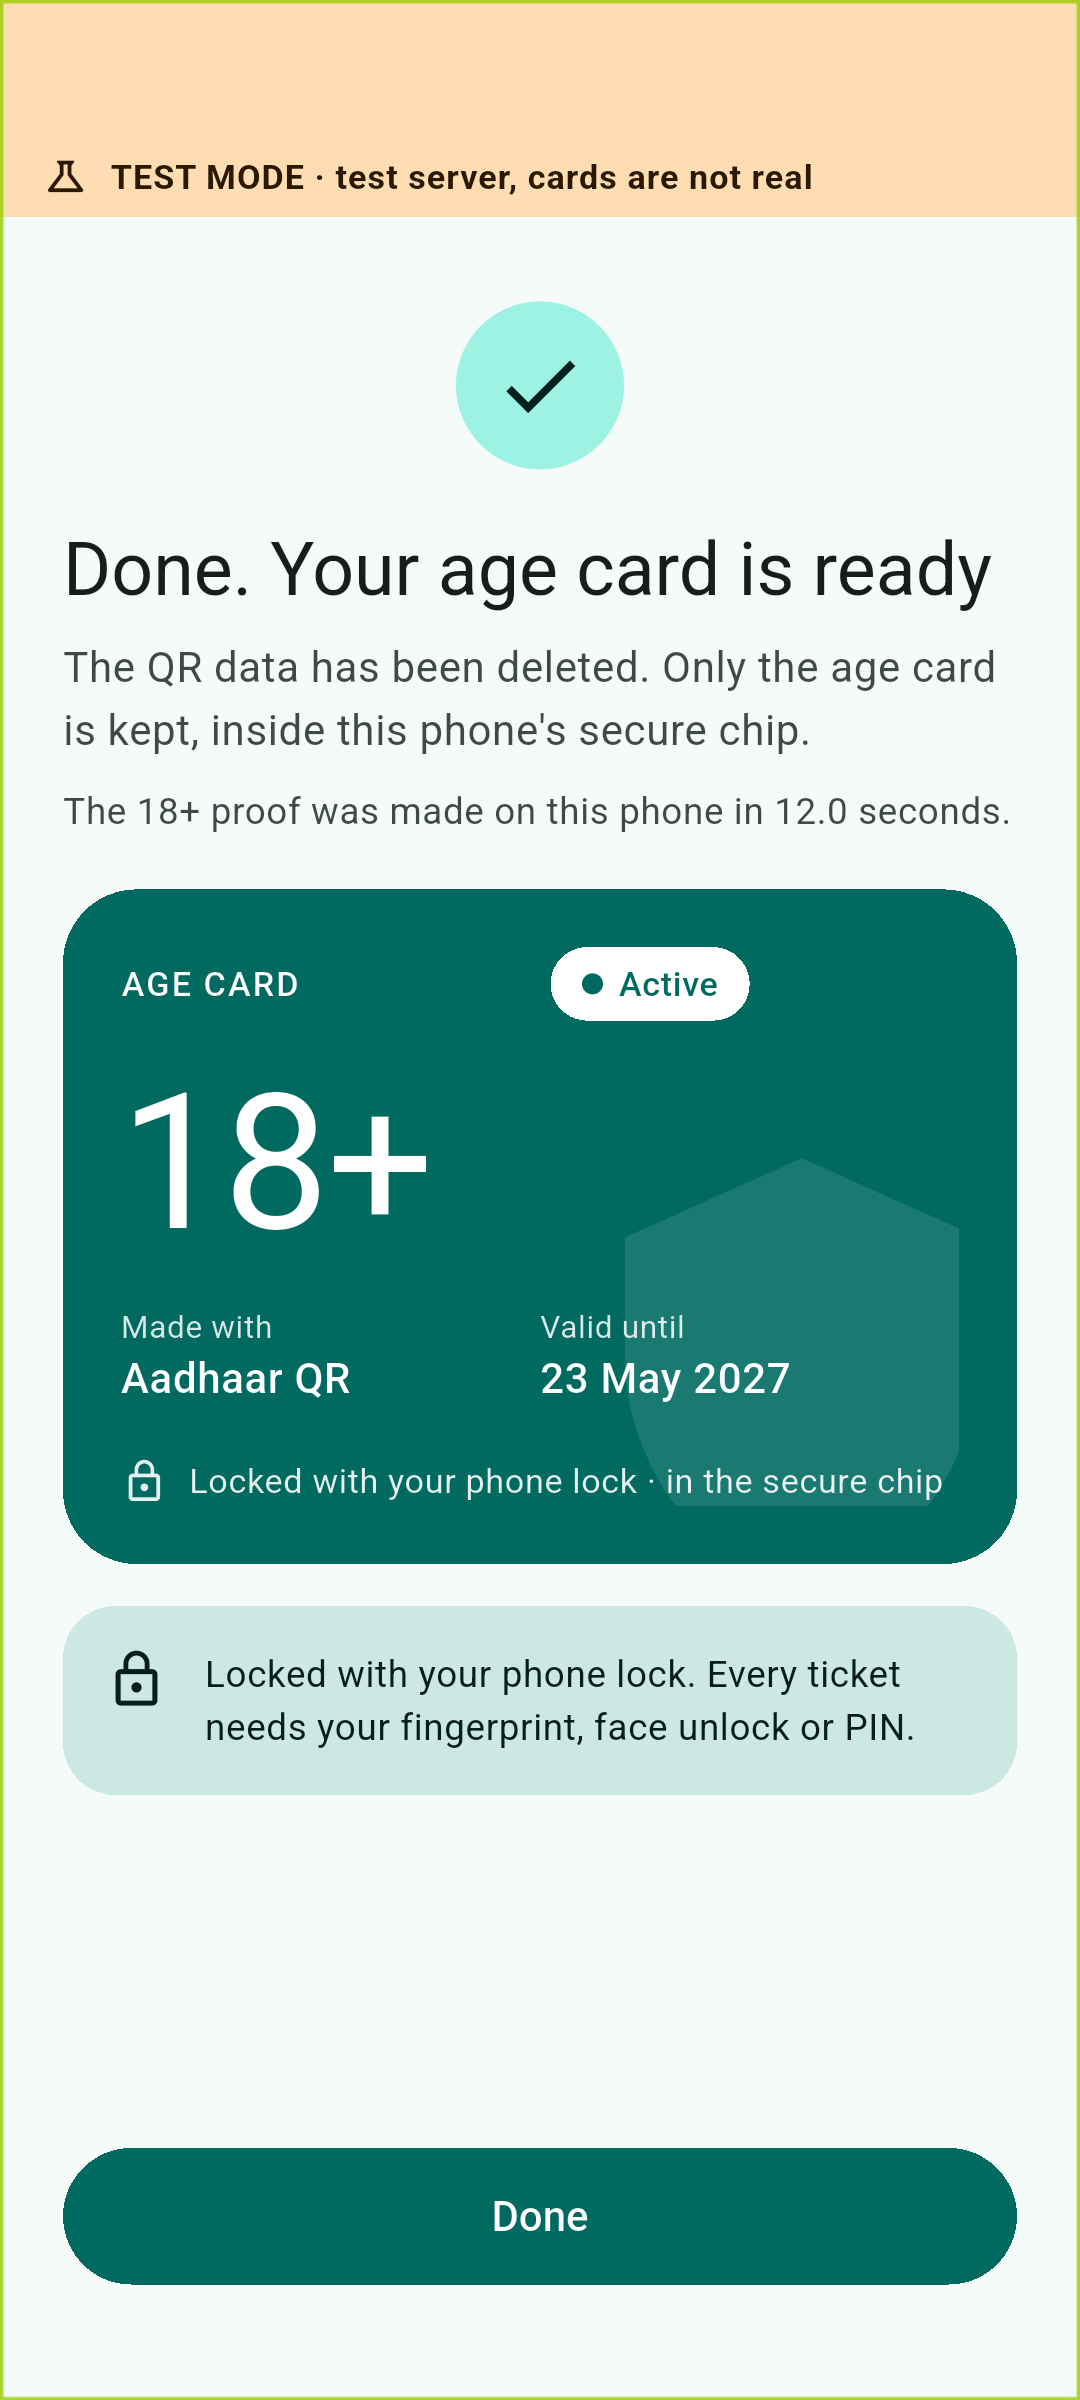 TEST MODE · test server, cards are not real
Done. Your age card is ready
The QR data has been deleted. Only the age card
is kept, inside this phone's secure chip.
The 18+ proof was made on this phone in 12.0 seconds.
AGE CARD
Active
18+
Made with
Valid until
Aadhaar QR
23 May 2027
Locked with your phone lock · in the secure chip
Locked with your phone lock. Every ticket
needs your fingerprint, face unlock or PIN.
Done